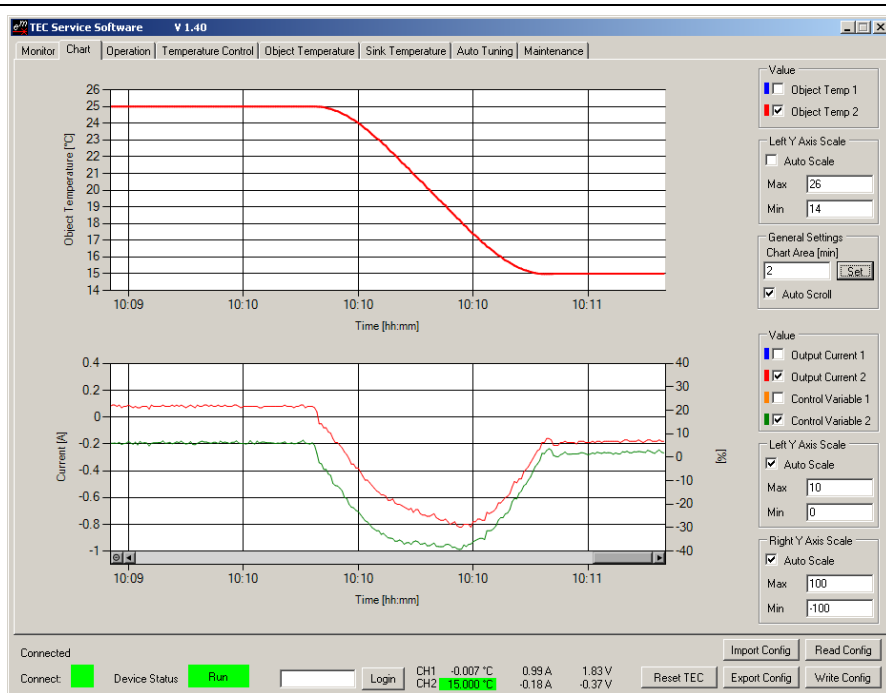 TEC Service Software V 1.40
Monitor Chart Operation Temperature Control Object Temperature Sink Temperature Auto Tuning Maintenance
26
25
24
23
22
21
20
19
18
17
16
15
14
Object Temperature [°C]
10:09 10:10 10:10 10:10 10:11
Time [hh:mm]
Value
Object Temp 1
Object Temp 2
Left Y Axis Scale
Auto Scale
Max 26
Min 14
General Settings
Chart Area [min]
2 Set
Auto Scroll
0.4
0.2
0
-0.2
-0.4
-0.6
-0.8
-1
Current [A]
40
30
20
10
0
-10
-20
-30
-40
[%]
10:09 10:10 10:10 10:10 10:11
Time [hh:mm]
Value
Output Current 1
Output Current 2
Control Variable 1
Control Variable 2
Left Y Axis Scale
Auto Scale
Max 10
Min 0
Right Y Axis Scale
Auto Scale
Max 100
Min -100
Connected
Connect: Device Status Run Login
CH1 -0.007 °C 0.99 A 1.83 V
CH2 15.000 °C -0.18 A -0.37 V
Reset TEC
Import Config Read Config
Export Config Write Config